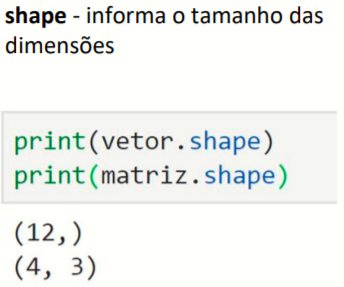 shape - informa o tamanho das
dimensões
print(vetor.shape)
print(matriz.shape)
(12,)
(4, 3)